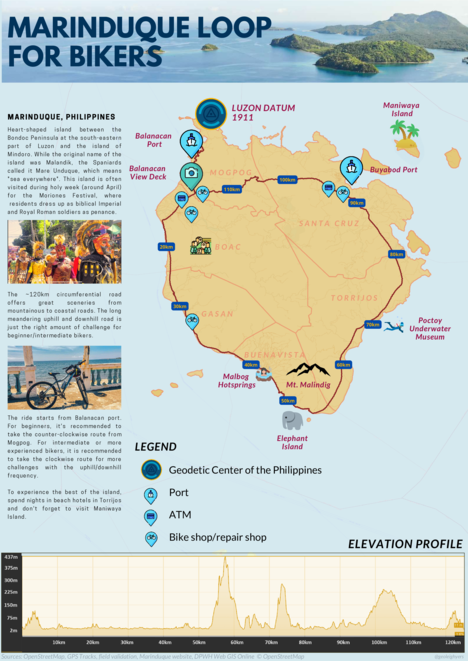 MARINDUQUE LOOP
FOR BIKERS
MARINDUQUE, PHILIPPINES
Heart-shaped island between the
Bondoc Peninsula at the south-eastern
part of Luzon and the island of
Mindoro. While the original name of the
island was Malandik, the Spaniards
called it Mare Unduque, which means
"sea everywhere". This island is often
visited during holy week (around April)
for the Moriones Festival, where
residents dress up as biblical Imperial
and Royal Roman soldiers as penance.
The ~120km circumferential road
offers great sceneries from
mountainous to coastal roads. The long
meandering uphill and downhill road is
just the right amount of challenge for
beginner/intermediate bikers.
The ride starts from Balanacan port.
For beginners, it's recommended to
take the counter-clockwise route from
Mogpog. For intermediate or more
experienced bikers, it is recommended
to take the clockwise route for more
challenges with the uphill/downhill
frequency.
To experience the best of the island,
spend nights in beach hotels in Torrijos
and don't forget to visit Maniwaya
Island.
LUZON DATUM
1911
Maniwaya
Island
Balanacan
Port
Balanacan
View Deck
Buyabod Port
MOGPOG
100km
110km
90km
SANTA CRUZ
BOAC
20km
80km
TORRIJOS
30km
GASAN
70km
Poctoy
Underwater
Museum
BUENAVISTA
40km
60km
Malbog
Hotsprings
Mt. Malindig
50km
Elephant
Island
LEGEND
Geodetic Center of the Philippines
Port
ATM
Bike shop/repair shop
ELEVATION PROFILE
437m
375m
300m
225m
150m
75m
2m
10km
20km
30km
40km
50km
60km
70km
80km
90km
100km
110km
120km
Sources: OpenStreetMap, GPS Tracks, field validation, Marinduque website, DPWH Web GIS Online. © OpenStreetMap